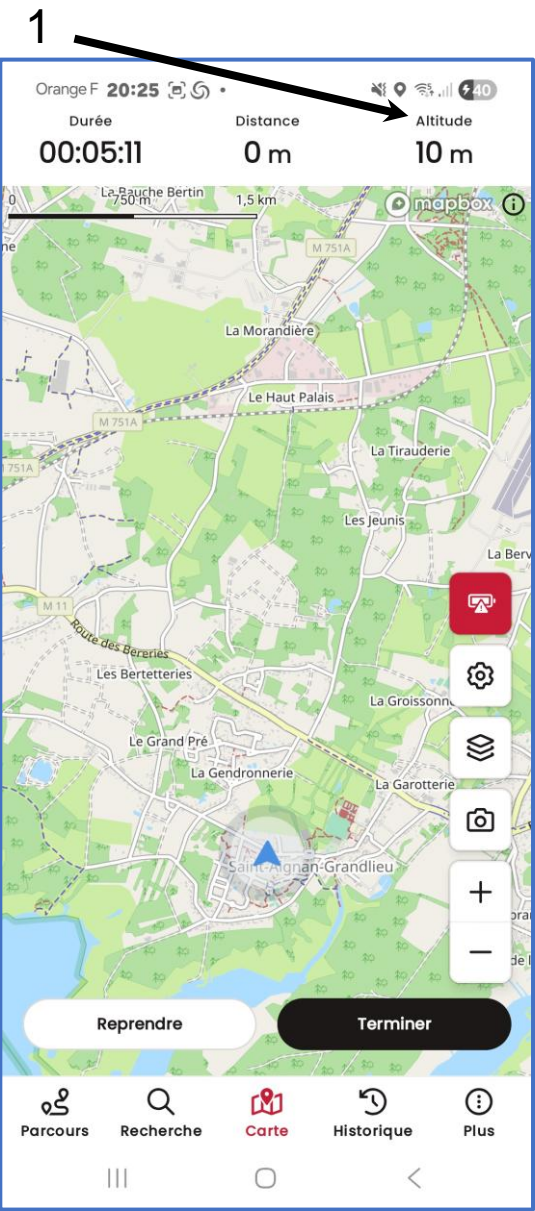 1
Orange F 20:25 40
Durée Distance Altitude
00:05:11 0 m 10 m
La Bauche Bertin
0 750 m 1,5 km
mapbox
ne
M 751A
La Morandière
Le Haut Palais
M 751A
La Tirauderie
751A
Les Jeunis
La Berv
M 11
Route des Bereries
Les Bertetteries
La Groissonne
Le Grand Pré
La Gendronnerie
La Garotterie
Saint-Aignan-Grandlieu
de l
Reprendre Terminer
Parcours Recherche Carte Historique Plus